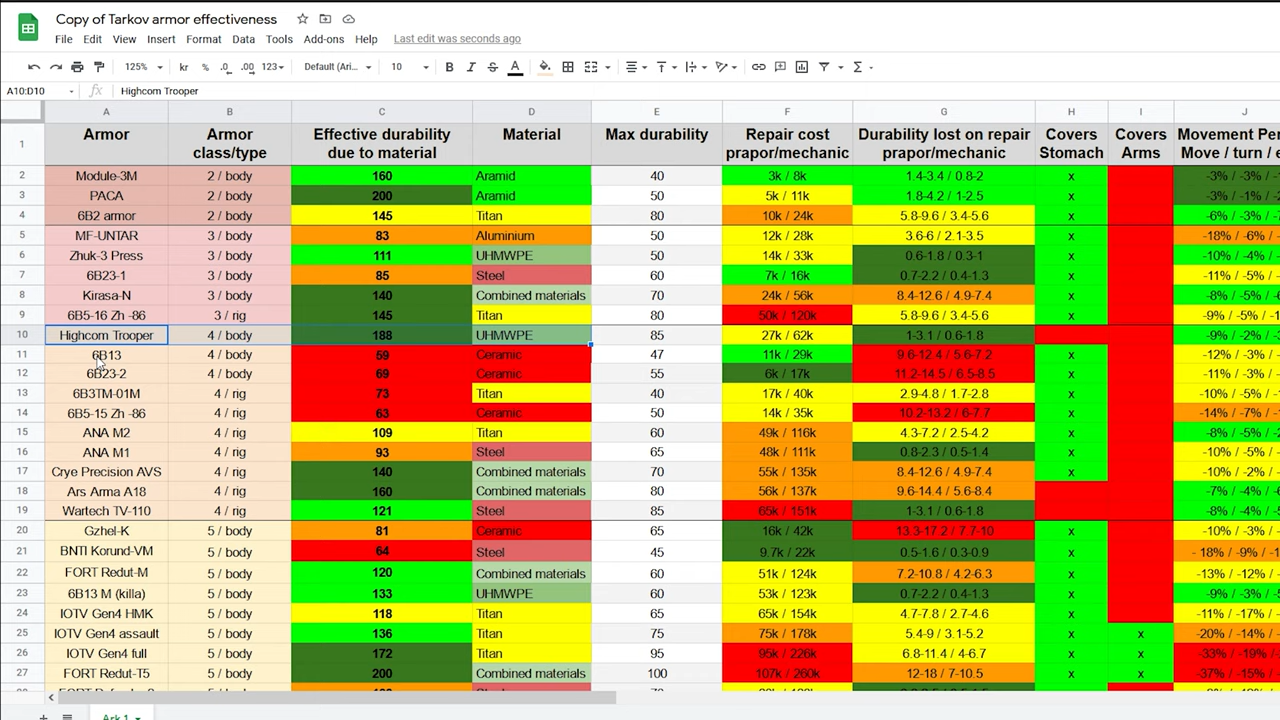 Copy of Tarkov armor effectiveness
File Edit View Insert Format Data Tools Add-ons Help Last edit was seconds ago
125% kr % .0 .00 123 Default (Ari... 10 B I S A
A10:D10 fx Highcom Trooper
A B C D E F G H I J
1 Armor Armor class/type Effective durability due to material Material Max durability Repair cost prapor/mechanic Durability lost on repair prapor/mechanic Covers Stomach Covers Arms Movement Pe Move / turn / e
2 Module-3M 2 / body 160 Aramid 40 3k / 8k 1.4-3.4 / 0.8-2 x -3% / -3% / -1
3 PACA 2 / body 200 Aramid 50 5k / 11k 1.8-4.2 / 1-2.5 x -3% / -1% / -
4 6B2 armor 2 / body 145 Titan 80 10k / 24k 5.8-9.6 / 3.4-5.6 x -6% / -3% / -
5 MF-UNTAR 3 / body 83 Aluminium 50 12k / 28k 3.6-6 / 2.1-3.5 x -18% / -6% / -
6 Zhuk-3 Press 3 / body 111 UHMWPE 50 14k / 33k 0.6-1.8 / 0.3-1 x -10% / -4% /
7 6B23-1 3 / body 85 Steel 60 7k / 16k 0.7-2.2 / 0.4-1.3 x -11% / -5% /
8 Kirasa-N 3 / body 140 Combined materials 70 24k / 56k 8.4-12.6 / 4.9-7.4 x -8% / -5% /
9 6B5-16 Zh -86 3 / rig 145 Titan 80 50k / 120k 5.8-9.6 / 3.4-5.6 x -9% / -5% /
10 Highcom Trooper 4 / body 188 UHMWPE 85 27k / 62k 1-3.1 / 0.6-1.8 -9% / -2% /
11 6B13 4 / body 59 Ceramic 47 11k / 29k 9.6-12.4 / 5.6-7.2 x -12% / -3% /
12 6B23-2 4 / body 69 Ceramic 55 6k / 17k 11.2-14.5 / 6.5-8.5 x -11% / -3% /
13 6B3TM-01M 4 / rig 73 Titan 40 17k / 40k 2.9-4.8 / 1.7-2.8 x -10% / -5% /
14 6B5-15 Zh -86 4 / rig 63 Ceramic 50 14k / 35k 10.2-13.2 / 6-7.7 x -14% / -7% /
15 ANA M2 4 / rig 109 Titan 60 49k / 116k 4.3-7.2 / 2.5-4.2 x -8% / -5% /
16 ANA M1 4 / rig 93 Steel 65 48k / 111k 0.8-2.3 / 0.5-1.4 x -10% / -5% /
17 Crye Precision AVS 4 / rig 140 Combined materials 70 55k / 135k 8.4-12.6 / 4.9-7.4 x -10% / -2% /
18 Ars Arma A18 4 / rig 160 Combined materials 80 56k / 137k 9.6-14.4 / 5.6-8.4 -7% / -4% /
19 Wartech TV-110 4 / rig 121 Steel 85 65k / 151k 1-3.1 / 0.6-1.8 -8% / -4% /
20 Gzhel-K 5 / body 81 Ceramic 65 16k / 42k 13.3-17.2 / 7.7-10 x -10% / -3% /
21 BNTI Korund-VM 5 / body 64 Steel 45 9.7k / 22k 0.5-1.6 / 0.3-0.9 x - 18% / -9% /
22 FORT Redut-M 5 / body 120 Combined materials 60 51k / 124k 7.2-10.8 / 4.2-6.3 x -13% / -12% /
23 6B13 M (killa) 5 / body 133 UHMWPE 60 53k / 123k 0.7-2.2 / 0.4-1.3 x -9% / -3% /
24 IOTV Gen4 HMK 5 / body 118 Titan 65 65k / 154k 4.7-7.8 / 2.7-4.6 x -11% / -17% /
25 IOTV Gen4 assault 5 / body 136 Titan 75 75k / 178k 5.4-9 / 3.1-5.2 x x -20% / -14% /
26 IOTV Gen4 full 5 / body 172 Titan 95 95k / 226k 6.8-11.4 / 4-6.7 x x -33% / -19% /
27 FORT Redut-T5 5 / body 200 Combined materials 100 107k / 260k 12-18 / 7-10.5 x x -37% / -15% /
Ark 1